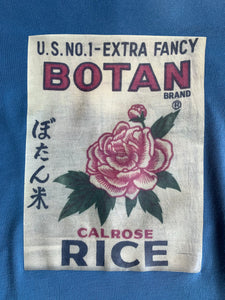 U.S. NO.1-EXTRA FANCY
BOTAN
BRAND
®
ぼたん米
CALROSE
RICE